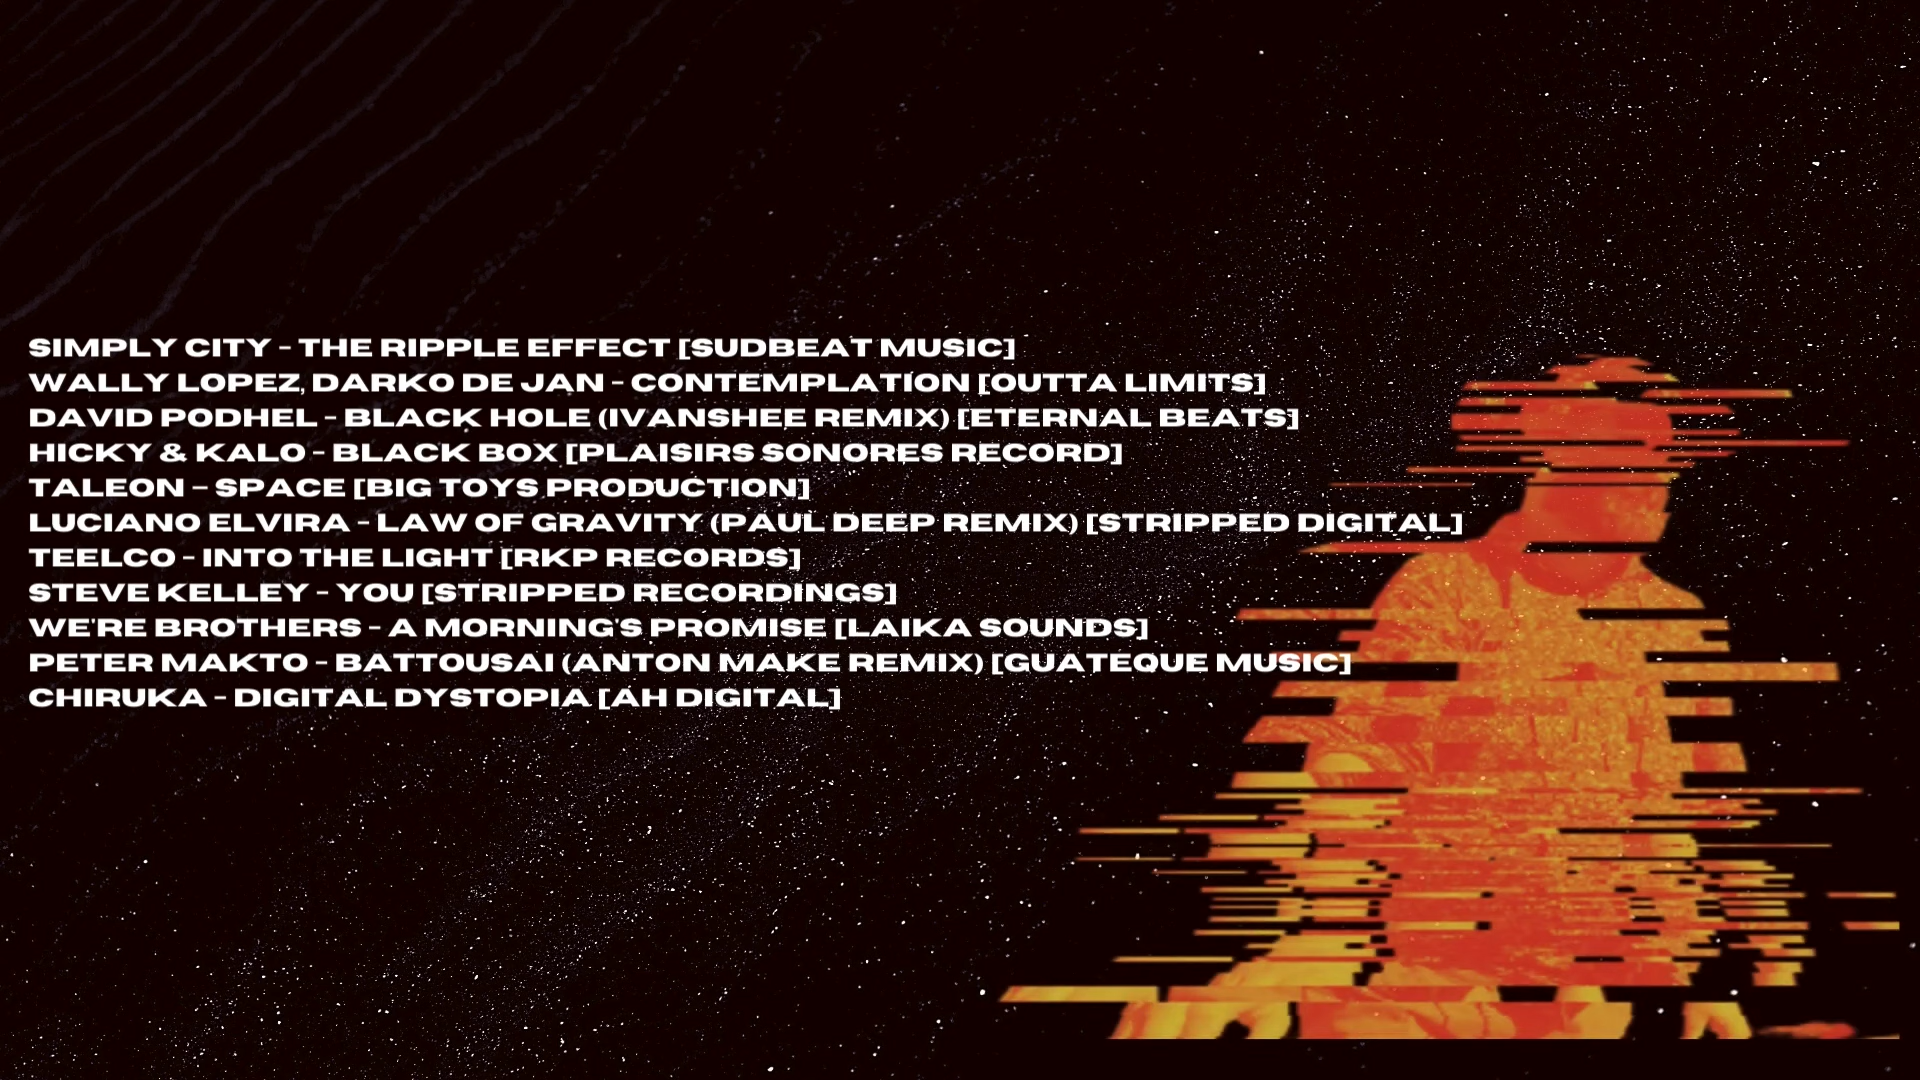 SIMPLY CITY - THE RIPPLE EFFECT [SUDBEAT MUSIC]
WALLY LOPEZ, DARKO DE JAN - CONTEMPLATION [OUTTA LIMITS]
DAVID PODHEL - BLACK HOLE (IVANSHEE REMIX) [ETERNAL BEATS]
HICKY & KALO - BLACK BOX [PLAISIRS SONORES RECORD]
TALEON – SPACE [BIG TOYS PRODUCTION]
LUCIANO ELVIRA - LAW OF GRAVITY (PAUL DEEP REMIX) [STRIPPED DIGITAL]
TEELCO - INTO THE LIGHT [RKP RECORDS]
STEVE KELLEY - YOU [STRIPPED RECORDINGS]
WE'RE BROTHERS - A MORNING'S PROMISE [LAIKA SOUNDS]
PETER MAKTO - BATTOUSAI (ANTON MAKE REMIX) [GUATEQUE MUSIC]
CHIRUKA - DIGITAL DYSTOPIA [AH DIGITAL]